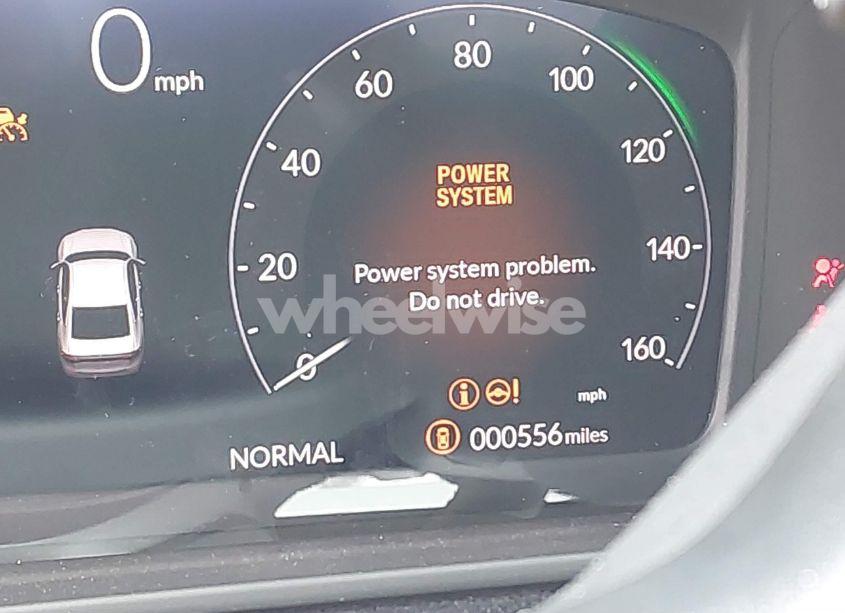 0 mph
80
60
100
40
120
POWER
SYSTEM
20
140
Power system problem.
Do not drive.
wheelwise
0
160
mph
000556 miles
NORMAL